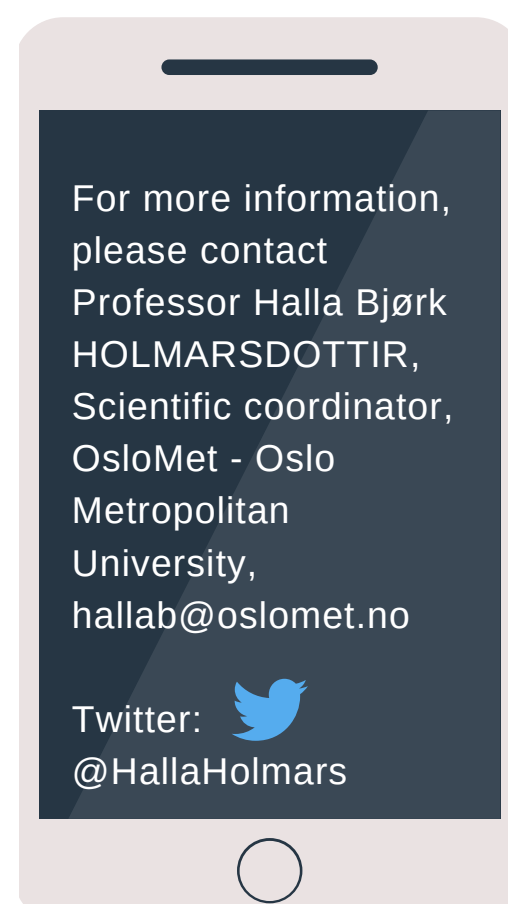 For more information,
please contact
Professor Halla Bjørk
HOLMARSDOTTIR,
Scientific coordinator,
OsloMet - Oslo
Metropolitan
University,
hallab@oslomet.no
Twitter:
@HallaHolmars